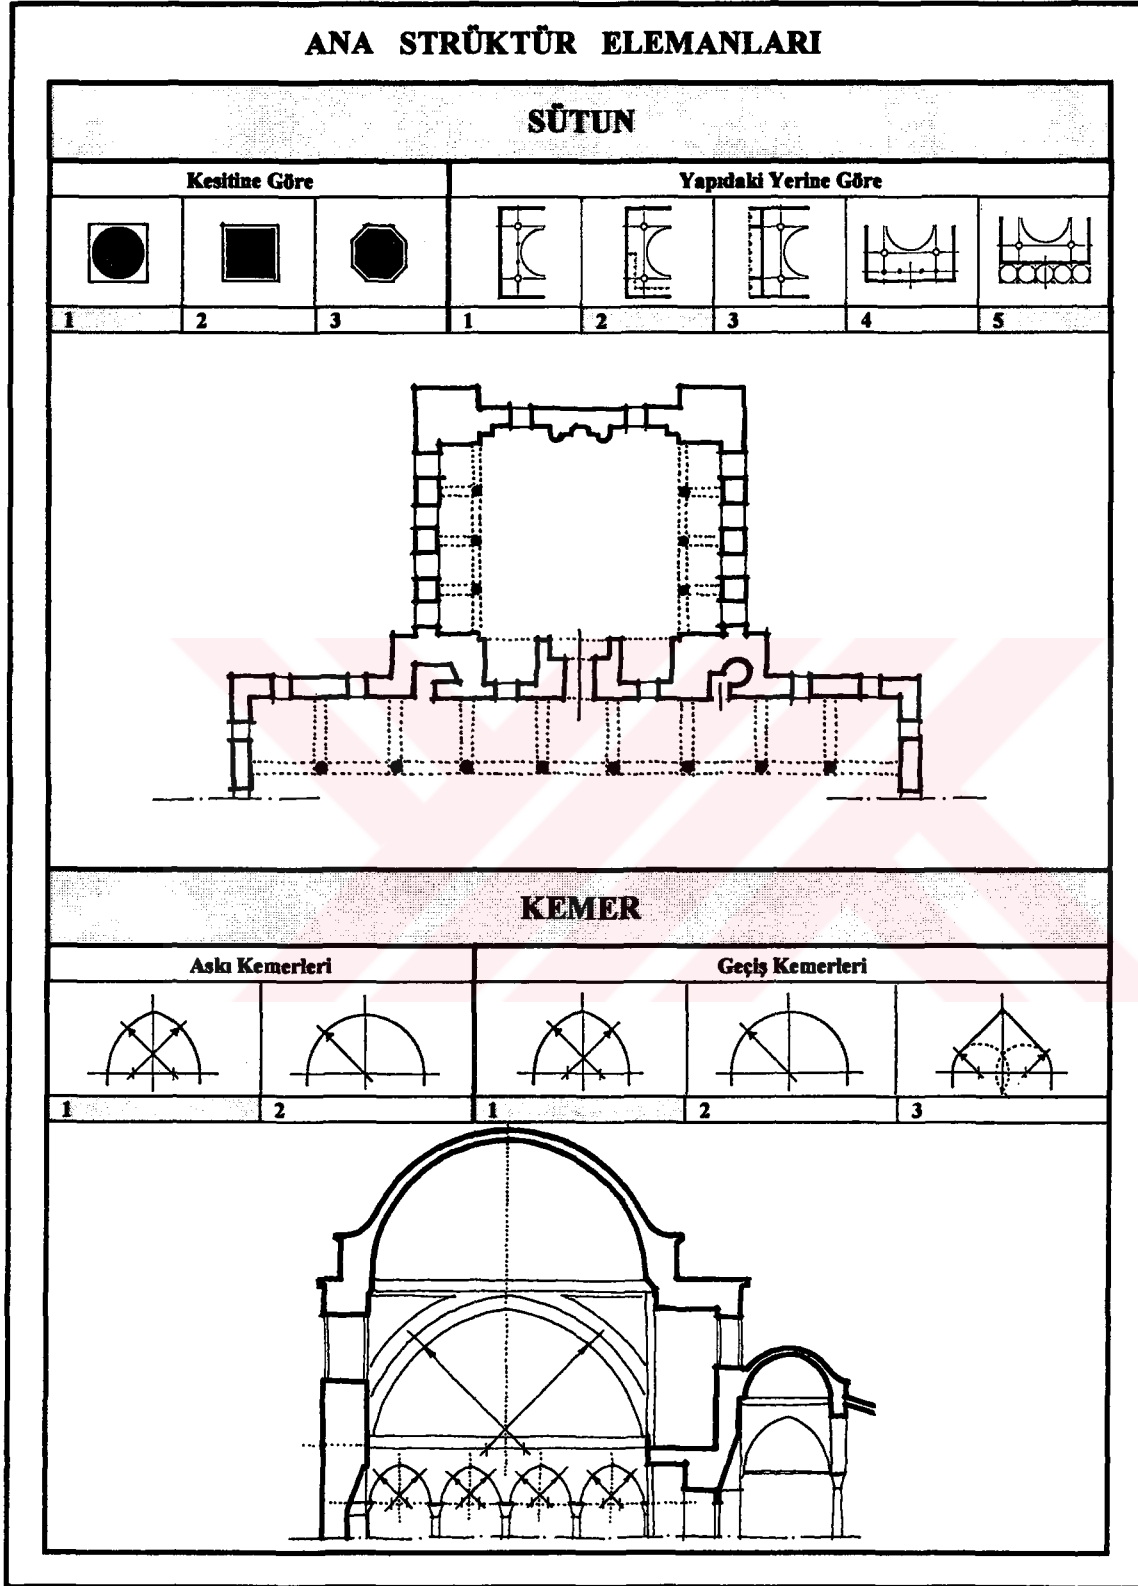 ANA STRÜKTÜR ELEMANLARI
SÜTUN
Kesitine Göre Yapıdaki Yerine Göre
1 2 3 1 2 3 4 5
KEMER
Askı Kemerleri Geçiş Kemerleri
1 2 1 2 3